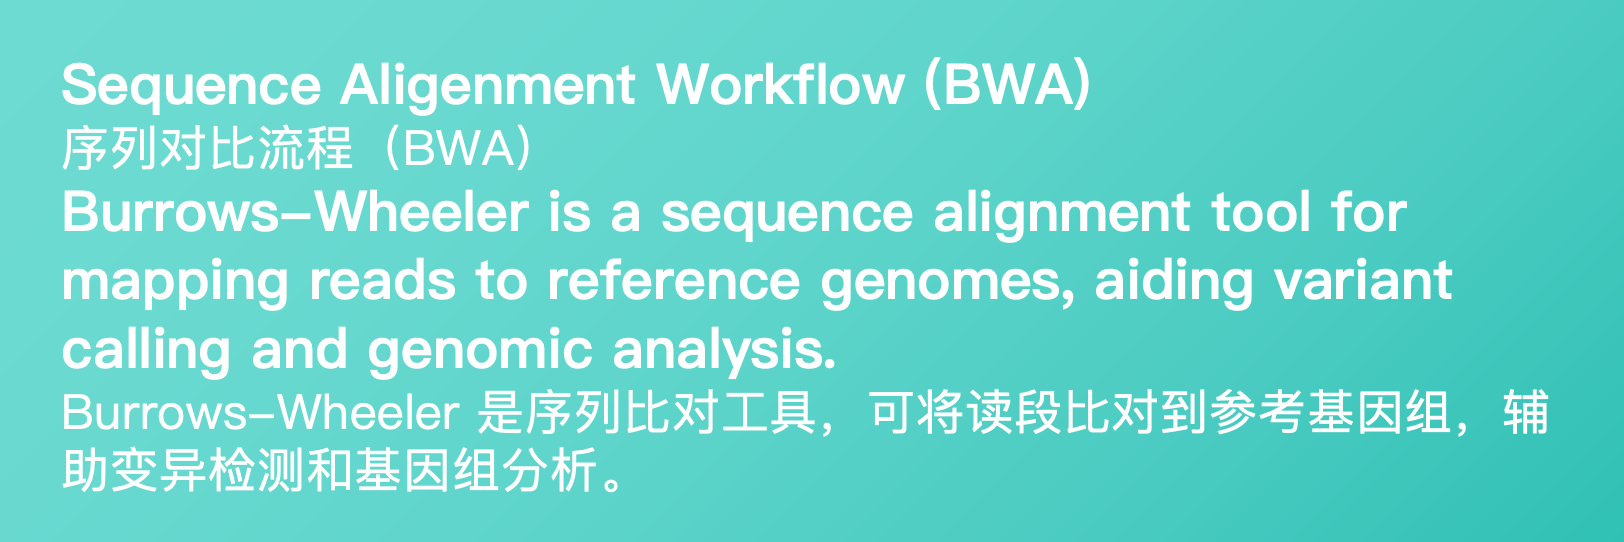 Sequence Aligenment Workflow (BWA)
序列对比流程（BWA）
Burrows–Wheeler is a sequence alignment tool for
mapping reads to reference genomes, aiding variant
calling and genomic analysis.
Burrows–Wheeler 是序列比对工具，可将读段比对到参考基因组，辅
助变异检测和基因组分析。